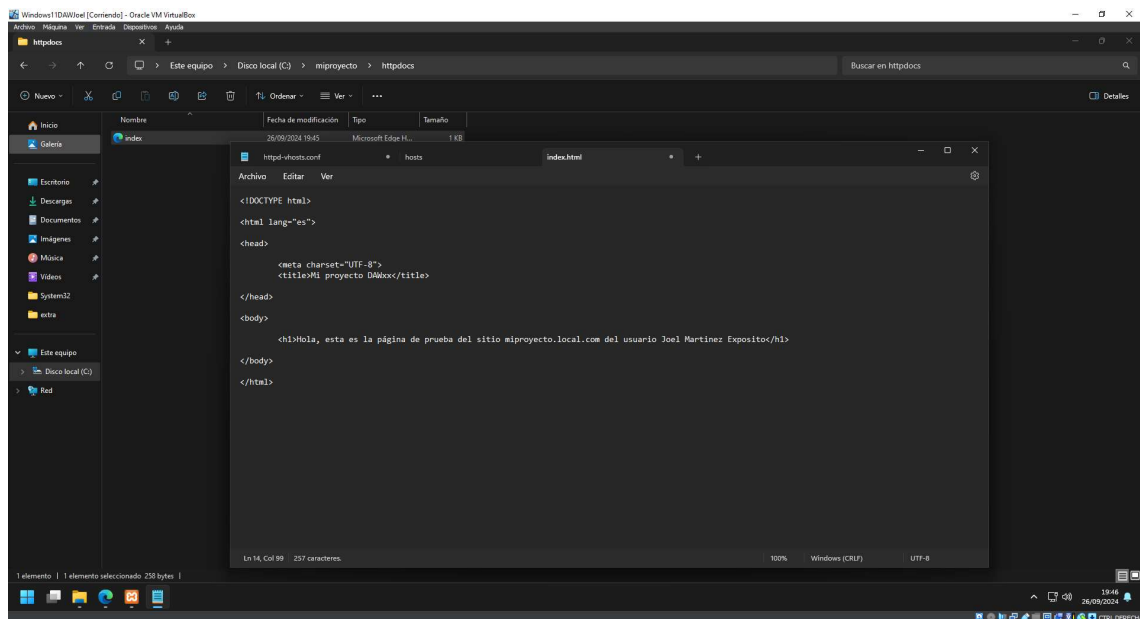 Windows11DAWJoel [Corriendo] - Oracle VM VirtualBox
Archivo Máquina Ver Entrada Dispositivos Ayuda
httpdocs
Este equipo > Disco local (C:) > miproyecto > httpdocs
Buscar en httpdocs
Nuevo
Ordenar
Ver
Detalles
Inicio
Galería
Escritorio
Descargas
Documentos
Imágenes
Música
Vídeos
System32
extra
Este equipo
Disco local (C:)
Red
Nombre Fecha de modificación Tipo Tamaño
index 26/09/2024 19:45 Microsoft Edge H... 1 KB
httpd-vhosts.conf hosts index.html
Archivo Editar Ver
<!DOCTYPE html>
<html lang="es">
<head>
<meta charset="UTF-8">
<title>Mi proyecto DAWxx</title>
</head>
<body>
<h1>Hola, esta es la página de prueba del sitio miproyecto.local.com del usuario Joel Martinez Exposito</h1>
</body>
</html>
Ln 14, Col 99 257 caracteres. 100% Windows (CRLF) UTF-8
1 elemento 1 elemento seleccionado 258 bytes
19:46
26/09/2024
CTRL DERECH